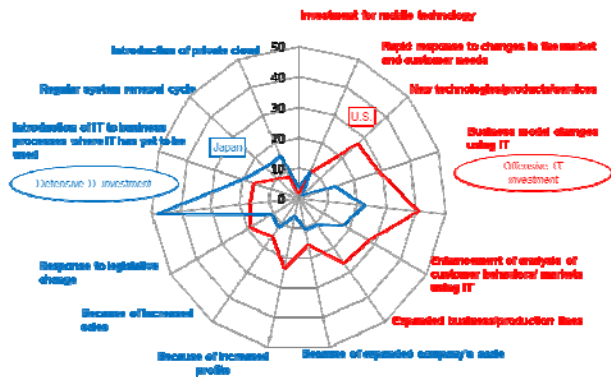 Investment for mobile technology
Introduction of private cloud
Rapid response to changes in the market
and customer needs
Regular system renewal cycle
New technologies/products/services
Introduction of IT to business
processes where IT has yet to be
used
Business model changes
using IT
50
40
30
20
10
0
Japan
U.S.
Defensive IT investment
Offensive IT
investment
Response to legislative
change
Enhancement of analysis of
customer behaviors/ markets
using IT
Because of increased
sales
Expanded business/production lines
Because of increased
profits
Because of expanded company's scale